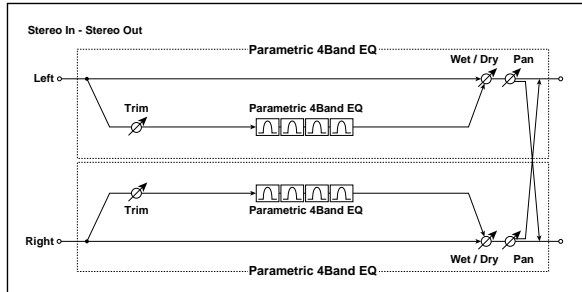 Stereo In - Stereo Out
Parametric 4Band EQ
Wet / Dry Pan
Left
Trim
Parametric 4Band EQ
Trim
Parametric 4Band EQ
Right
Wet / Dry Pan
Parametric 4Band EQ